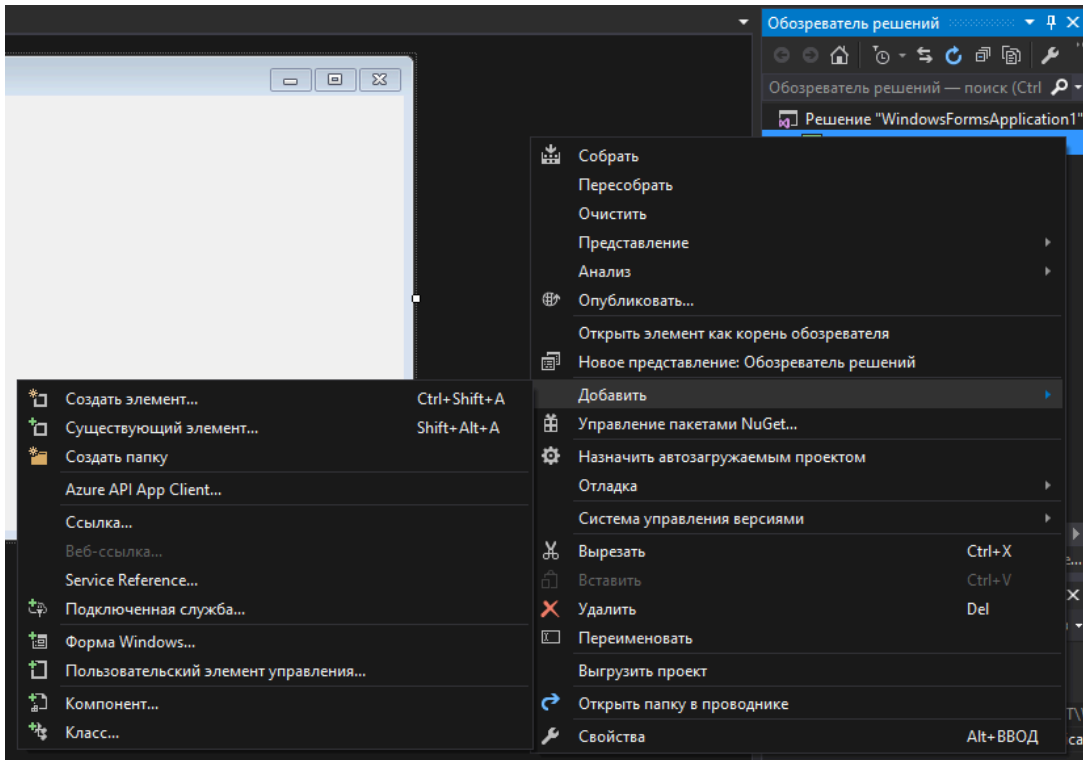 Обозреватель решений
Обозреватель решений — поиск (Ctrl
Решение "WindowsFormsApplication1"
Собрать
Пересобрать
Очистить
Представление
Анализ
Опубликовать...
Открыть элемент как корень обозревателя
Новое представление: Обозреватель решений
Добавить
Управление пакетами NuGet...
Назначить автозагружаемым проектом
Отладка
Система управления версиями
Вырезать Ctrl+X
Вставить Ctrl+V
Удалить Del
Переименовать
Выгрузить проект
Открыть папку в проводнике
Свойства Alt+ВВОД
Создать элемент... Ctrl+Shift+A
Существующий элемент... Shift+Alt+A
Создать папку
Azure API App Client...
Ссылка...
Веб-ссылка...
Service Reference...
Подключенная служба...
Форма Windows...
Пользовательский элемент управления...
Компонент...
Класс...